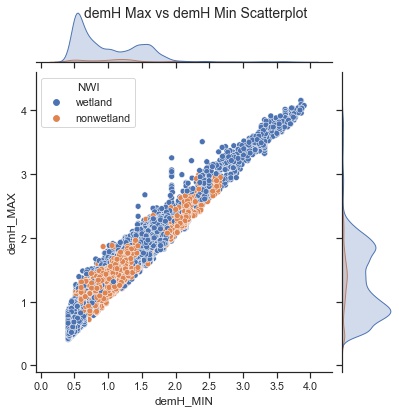 demH Max vs demH Min Scatterplot
NWI
wetland
nonwetland
demH_MAX
4
3
2
1
0
0.0 0.5 1.0 1.5 2.0 2.5 3.0 3.5 4.0
demH_MIN